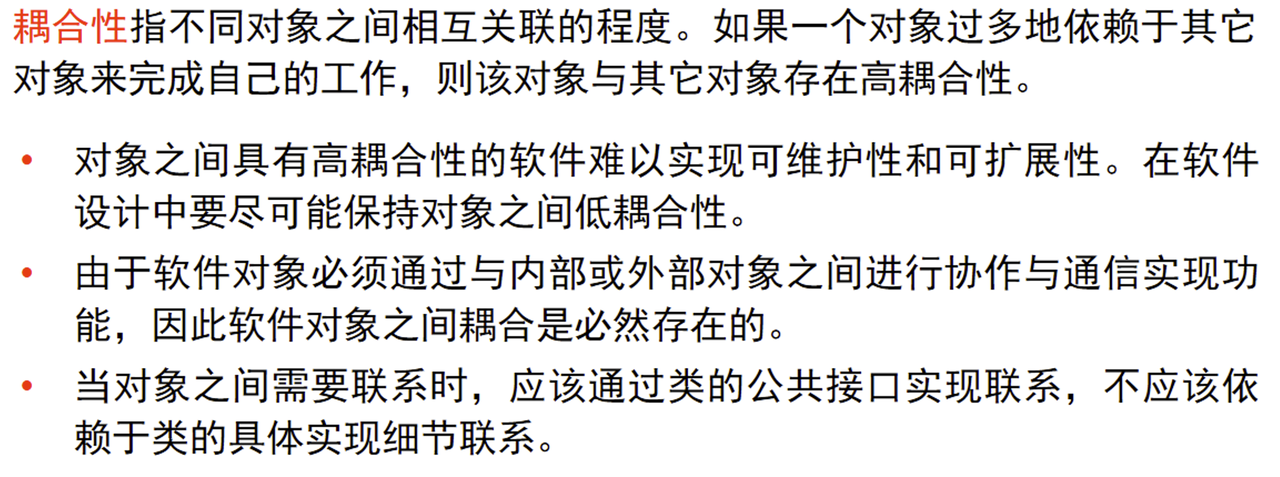 耦合性指不同对象之间相互关联的程度。如果一个对象过多地依赖于其它
对象来完成自己的工作，则该对象与其它对象存在高耦合性。
• 对象之间具有高耦合性的软件难以实现可维护性和可扩展性。在软件
设计中要尽可能保持对象之间低耦合性。
• 由于软件对象必须通过与内部或外部对象之间进行协作与通信实现功
能，因此软件对象之间耦合是必然存在的。
• 当对象之间需要联系时，应该通过类的公共接口实现联系，不应该依
赖于类的具体实现细节联系。